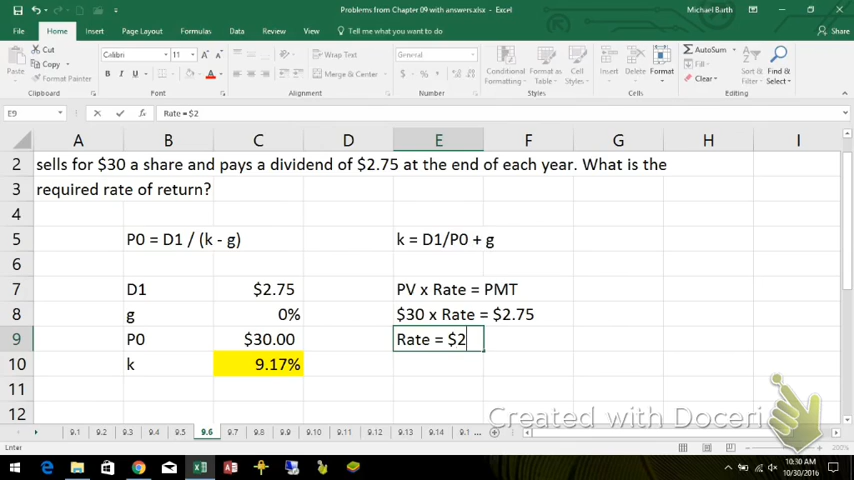 Problems from Chapter 09 with answers.xlsx - Excel
Michael Barth
File Home Insert Page Layout Formulas Data Review View Tell me what you want to do Share
Cut
Copy
Format Painter
Paste
Clipboard
Calibri 11
B I U
Font
Wrap Text
Merge & Center
Alignment
General
$ % ,
Number
Conditional Formatting
Format as Table
Cell Styles
Styles
Insert Delete Format
Cells
AutoSum
Fill
Clear
Sort & Filter
Find & Select
Editing
E9 fx Rate = $2
A B C D E F G H I
2 sells for $30 a share and pays a dividend of $2.75 at the end of each year. What is the
3 required rate of return?
4
5 P0 = D1 / (k - g) k = D1/P0 + g
6
7 D1 $2.75 PV x Rate = PMT
8 g 0% $30 x Rate = $2.75
9 P0 $30.00 Rate = $2
10 k 9.17%
11
12
Created with Doceri
9.1 9.2 9.3 9.4 9.5 9.6 9.7 9.8 9.9 9.10 9.11 9.12 9.13 9.14 9.1 ...
Enter
200%
10:30 AM
10/30/2016